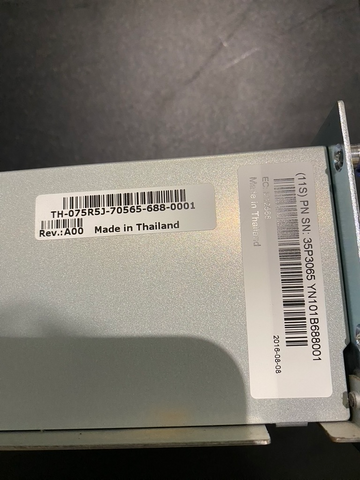 TH-075R5J-70565-688-0001
Rev.:A00 Made in Thailand
(11S) PN SN: 35P3065 YN101B688001
Made in Thailand
2016-08-08